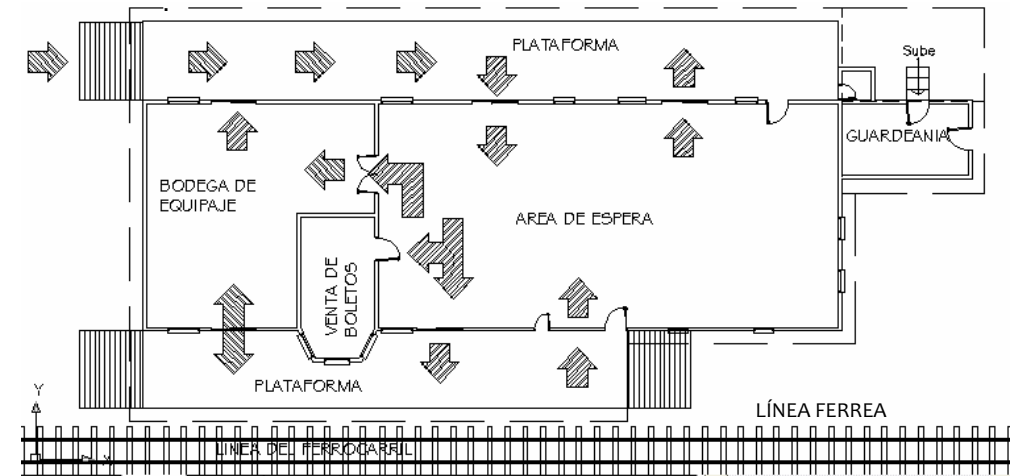 PLATAFORMA
Sube
GUARDEANIA
BODEGA DE
EQUIPAJE
AREA DE ESPERA
VENTA DE
BOLETOS
PLATAFORMA
LÍNEA FERREA
LINEA DEL FERROCARRIL
Y
X